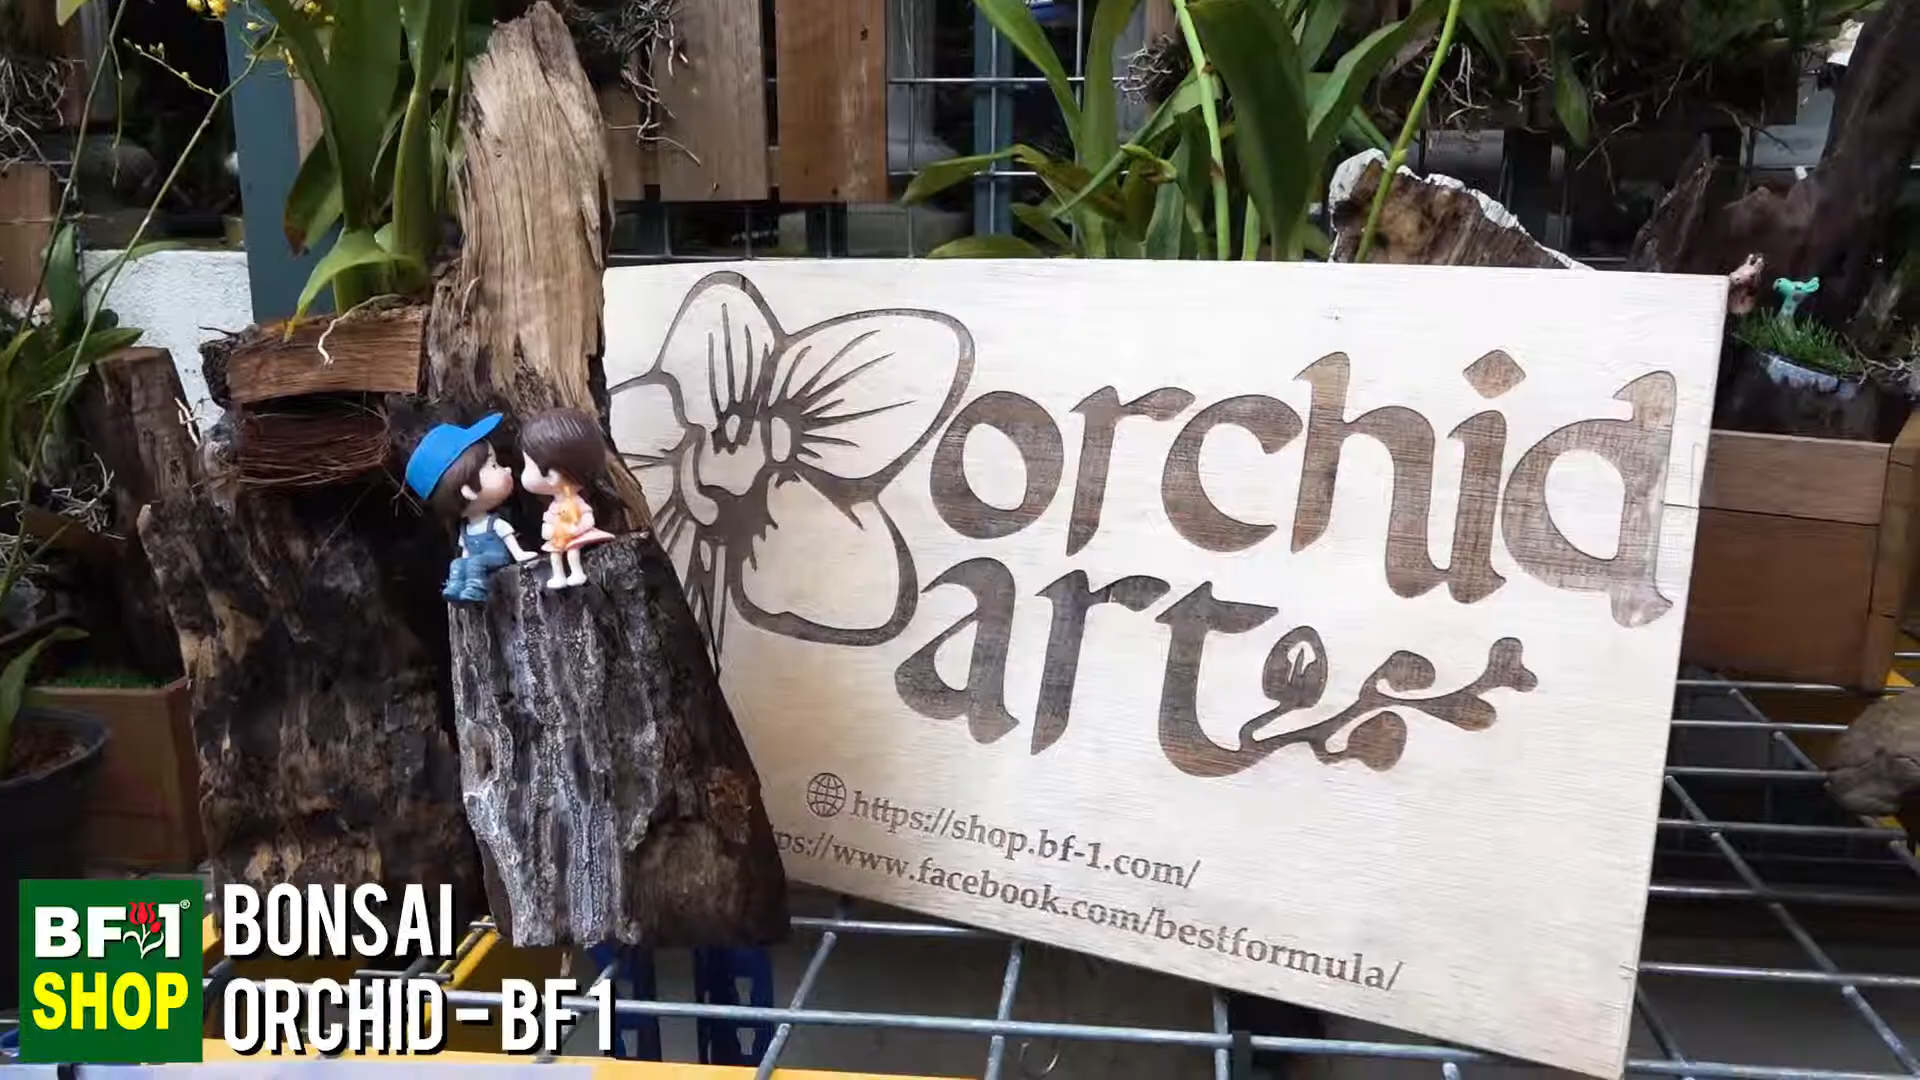 orchid
art
https://shop.bf-1.com/
ps://www.facebook.com/bestformula/
BF1®
SHOP
BONSAI
ORCHID-BF1